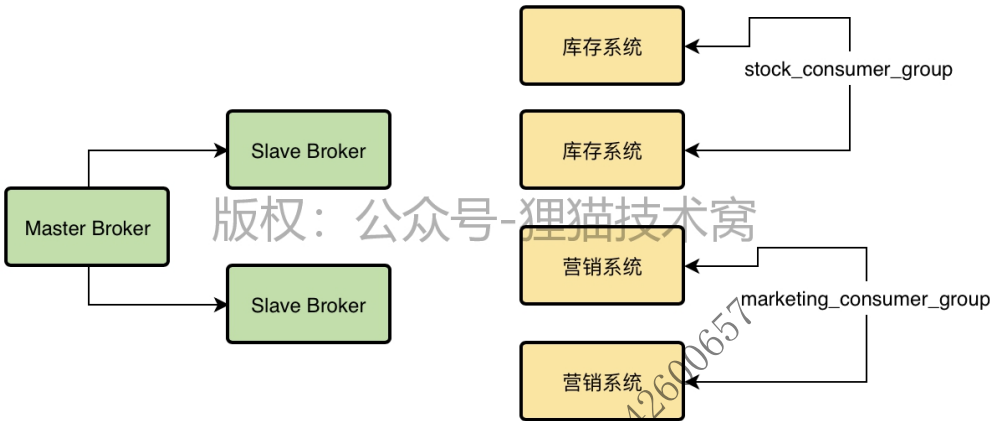 库存系统
stock_consumer_group
库存系统
Slave Broker
Master Broker
版权：公众号-狸猫技术窝
营销系统
Slave Broker
marketing_consumer_group
营销系统
42600657